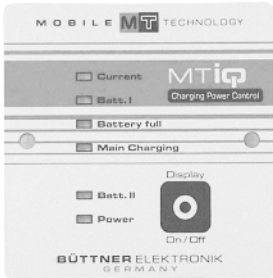 MOBILE MT TECHNOLOGY
Current
MTiQ
Batt. I
Charging Power Control
Battery full
Main Charging
Display
Batt. II
Power
On / Off
BÜTTNER ELEKTRONIK
GERMANY